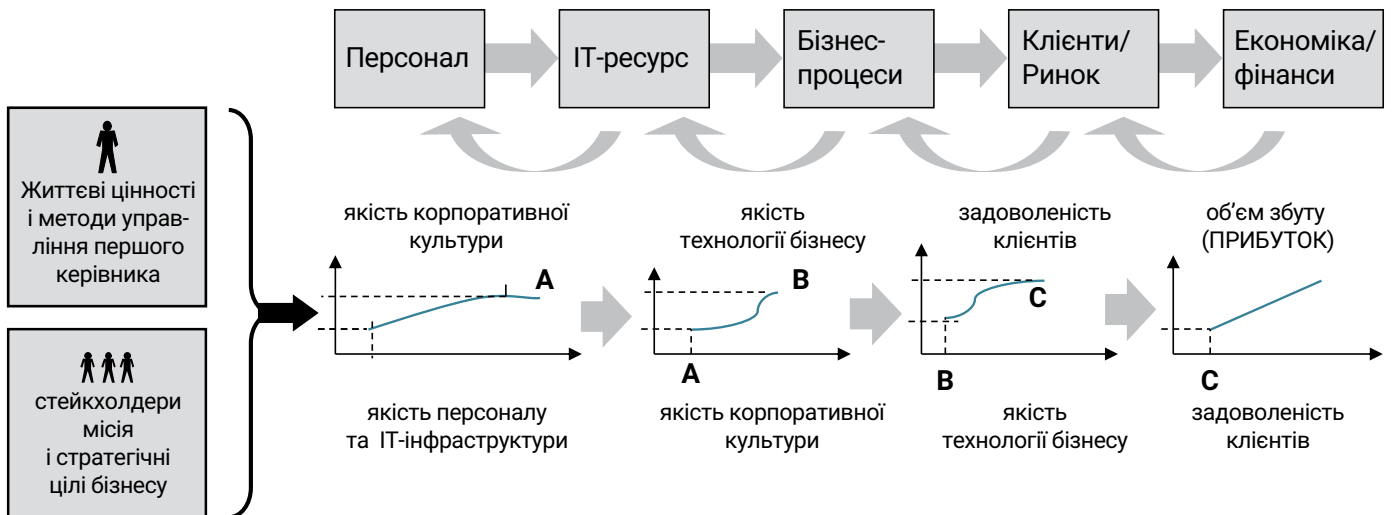 Персонал
ІТ-ресурс
Бізнес-
процеси
Клієнти/
Ринок
Економіка/
фінанси
Життєві цінності
і методи управ-
ління першого
керівника
стейкхолдери
місія
і стратегічні
цілі бізнесу
якість корпоративної
культури
A
якість персоналу
та ІТ-інфраструктури
якість
технології бізнесу
B
A
якість корпоративної
культури
задоволеність
клієнтів
C
B
якість
технології бізнесу
об’єм збуту
(ПРИБУТОК)
C
задоволеність
клієнтів